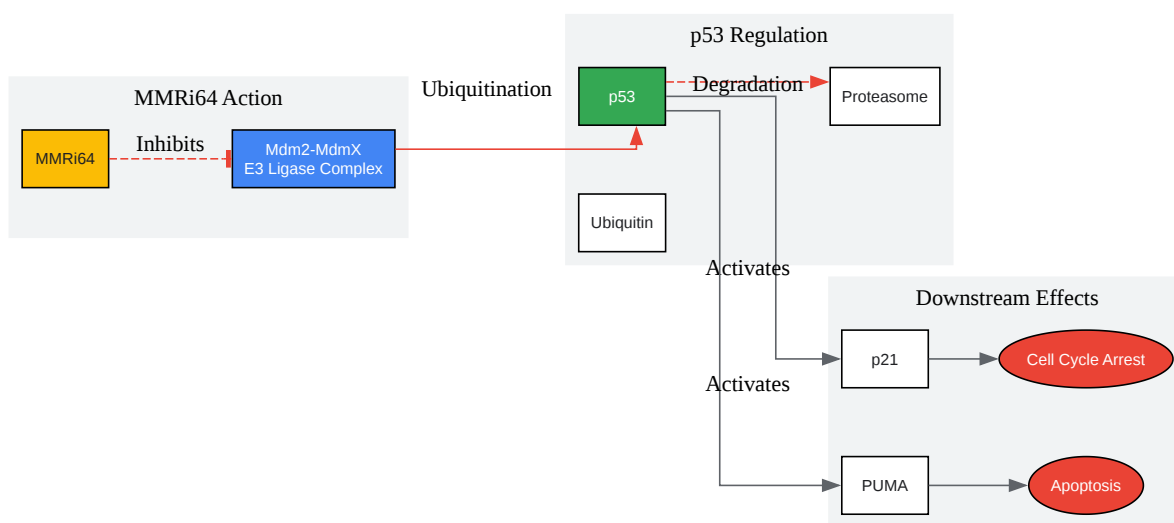 MMRi64 Action
MMRi64
Inhibits
Mdm2-MdmX
E3 Ligase Complex
Ubiquitination
p53 Regulation
p53
Degradation
Proteasome
Ubiquitin
Activates
Activates
Downstream Effects
p21
Cell Cycle Arrest
PUMA
Apoptosis